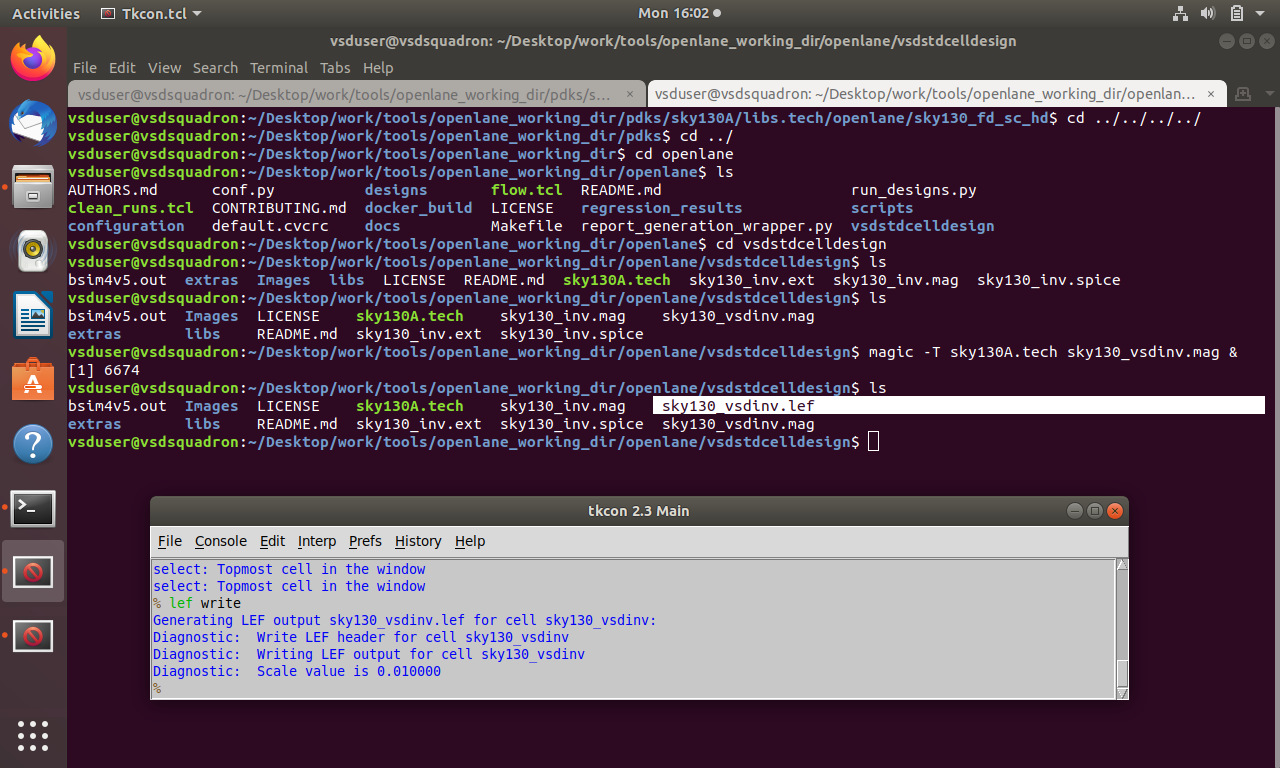 Activities Tkcon.tcl Mon 16:02
vsduser@vsdsquadron: ~/Desktop/work/tools/openlane_working_dir/openlane/vsdstdcelldesign
File Edit View Search Terminal Tabs Help
vsduser@vsdsquadron: ~/Desktop/work/tools/openlane_working_dir/pdks/s... × vsduser@vsdsquadron: ~/Desktop/work/tools/openlane_working_dir/openlan... ×
vsduser@vsdsquadron:~/Desktop/work/tools/openlane_working_dir/pdks/sky130A/libs.tech/openlane/sky130_fd_sc_hd$ cd ../../../../
vsduser@vsdsquadron:~/Desktop/work/tools/openlane_working_dir/pdks$ cd ../
vsduser@vsdsquadron:~/Desktop/work/tools/openlane_working_dir$ cd openlane
vsduser@vsdsquadron:~/Desktop/work/tools/openlane_working_dir/openlane$ ls
AUTHORS.md conf.py designs flow.tcl README.md run_designs.py
clean_runs.tcl CONTRIBUTING.md docker_build LICENSE regression_results scripts
configuration default.cvcrc docs Makefile report_generation_wrapper.py vsdstdcelldesign
vsduser@vsdsquadron:~/Desktop/work/tools/openlane_working_dir/openlane$ cd vsdstdcelldesign
vsduser@vsdsquadron:~/Desktop/work/tools/openlane_working_dir/openlane/vsdstdcelldesign$ ls
bsim4v5.out extras Images libs LICENSE README.md sky130A.tech sky130_inv.ext sky130_inv.mag sky130_inv.spice
vsduser@vsdsquadron:~/Desktop/work/tools/openlane_working_dir/openlane/vsdstdcelldesign$ ls
bsim4v5.out Images LICENSE sky130A.tech sky130_inv.mag sky130_vsdinv.mag
extras libs README.md sky130_inv.ext sky130_inv.spice
vsduser@vsdsquadron:~/Desktop/work/tools/openlane_working_dir/openlane/vsdstdcelldesign$ magic -T sky130A.tech sky130_vsdinv.mag &
[1] 6674
vsduser@vsdsquadron:~/Desktop/work/tools/openlane_working_dir/openlane/vsdstdcelldesign$ ls
bsim4v5.out Images LICENSE sky130A.tech sky130_inv.mag sky130_vsdinv.lef
extras libs README.md sky130_inv.ext sky130_inv.spice sky130_vsdinv.mag
vsduser@vsdsquadron:~/Desktop/work/tools/openlane_working_dir/openlane/vsdstdcelldesign$
tkcon 2.3 Main
File Console Edit Interp Prefs History Help
select: Topmost cell in the window
select: Topmost cell in the window
% lef write
Generating LEF output sky130_vsdinv.lef for cell sky130_vsdinv:
Diagnostic: Write LEF header for cell sky130_vsdinv
Diagnostic: Writing LEF output for cell sky130_vsdinv
Diagnostic: Scale value is 0.010000
%